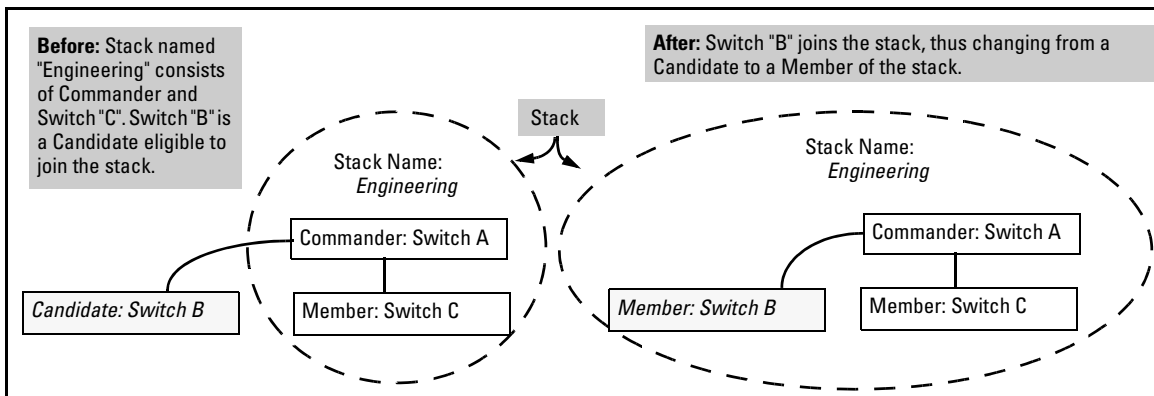 Before: Stack named
"Engineering" consists
of Commander and
Switch "C". Switch "B" is
a Candidate eligible to
join the stack.
After: Switch "B" joins the stack, thus changing from a
Candidate to a Member of the stack.
Stack
Stack Name:
Engineering
Commander: Switch A
Candidate: Switch B
Member: Switch C
Stack Name:
Engineering
Commander: Switch A
Member: Switch B
Member: Switch C